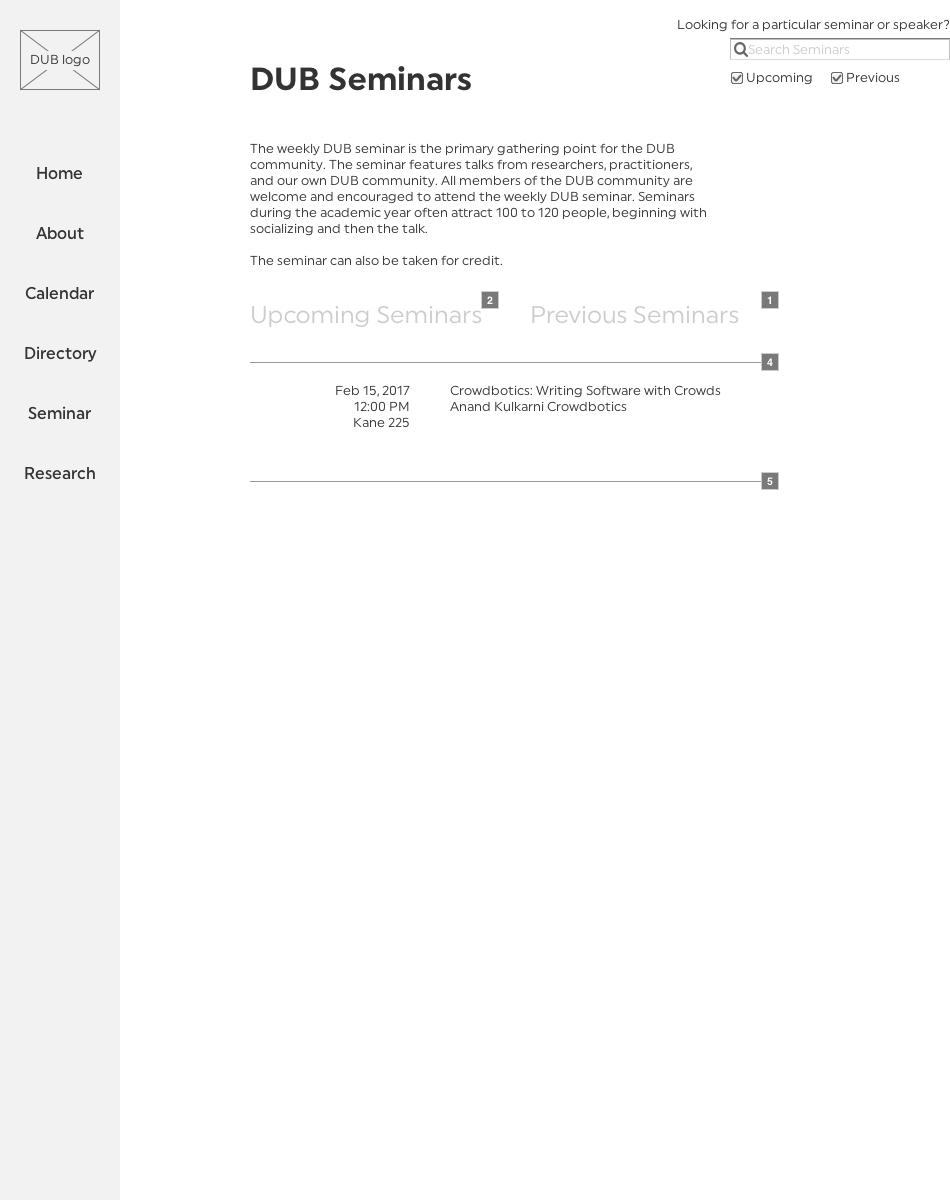 DUB logo
Home
About
Calendar
Directory
Seminar
Research
Looking for a particular seminar or speaker?
Search Seminars
Upcoming Previous
DUB Seminars
The weekly DUB seminar is the primary gathering point for the DUB
community. The seminar features talks from researchers, practitioners,
and our own DUB community. All members of the DUB community are
welcome and encouraged to attend the weekly DUB seminar. Seminars
during the academic year often attract 100 to 120 people, beginning with
socializing and then the talk.
The seminar can also be taken for credit.
Upcoming Seminars 2 Previous Seminars 1
4
Feb 15, 2017 Crowdbotics: Writing Software with Crowds
12:00 PM Anand Kulkarni Crowdbotics
Kane 225
5